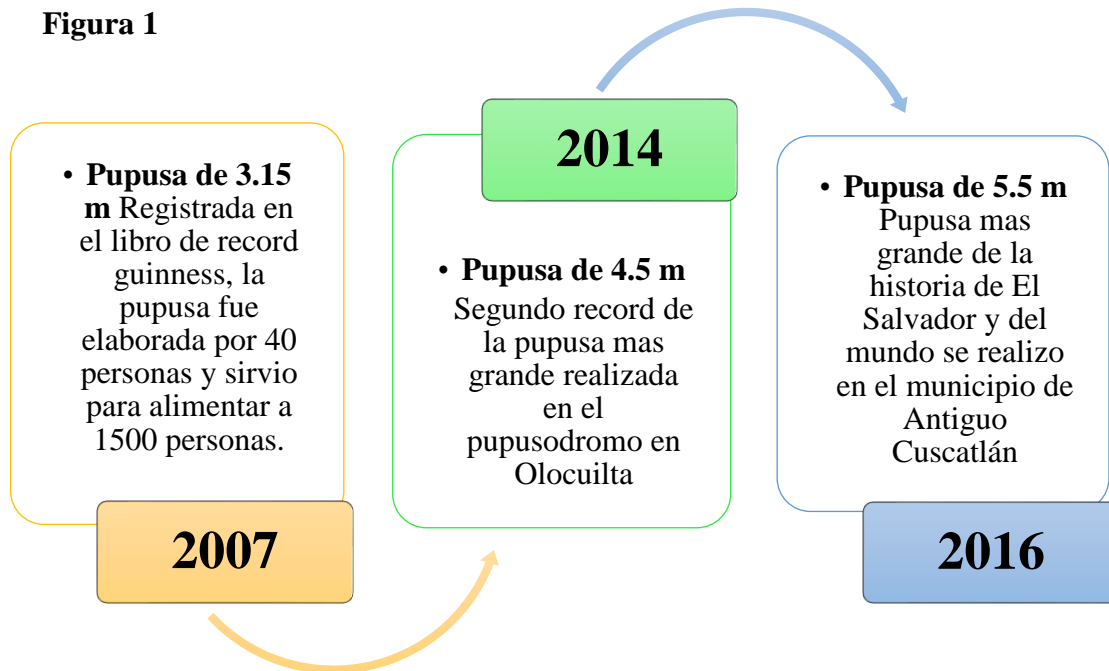 Figura 1
• Pupusa de 3.15
m Registrada en
el libro de record
guinness, la
pupusa fue
elaborada por 40
personas y sirvio
para alimentar a
1500 personas.
2007
2014
• Pupusa de 4.5 m
Segundo record de
la pupusa mas
grande realizada
en el
pupusodromo en
Olocuilta
• Pupusa de 5.5 m
Pupusa mas
grande de la
historia de El
Salvador y del
mundo se realizo
en el municipio de
Antiguo
Cuscatlán
2016